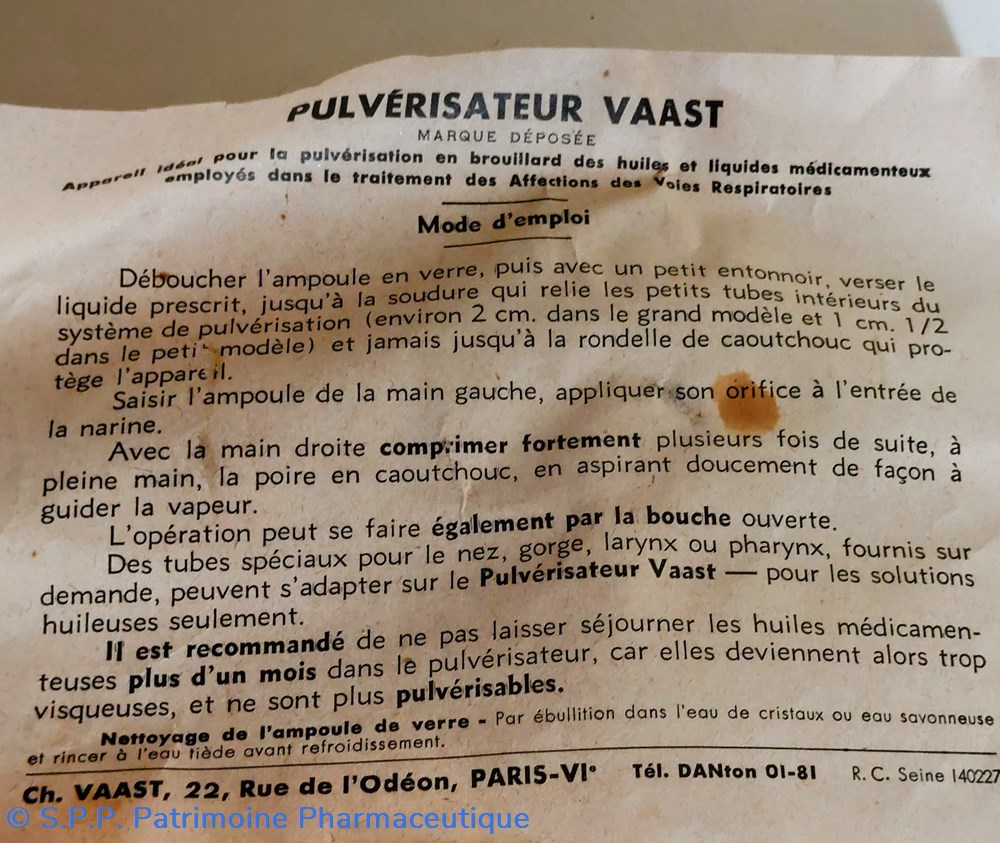 PULVÉRISATEUR VAAST
MARQUE DÉPOSÉE
Appareil idéal pour la pulvérisation en brouillard des huiles et liquides médicamenteux
employés dans le traitement des Affections des Voies Respiratoires
Mode d'emploi
Déboucher l'ampoule en verre, puis avec un petit entonnoir, verser le
liquide prescrit, jusqu'à la soudure qui relie les petits tubes intérieurs du
système de pulvérisation (environ 2 cm. dans le grand modèle et 1 cm. 1/2
dans le petit modèle) et jamais jusqu'à la rondelle de caoutchouc qui pro-
tège l'appareil.
Saisir l'ampoule de la main gauche, appliquer son orifice à l'entrée de
la narine.
Avec la main droite comprimer fortement plusieurs fois de suite, à
pleine main, la poire en caoutchouc, en aspirant doucement de façon à
guider la vapeur.
L'opération peut se faire également par la bouche ouverte.
Des tubes spéciaux pour le nez, gorge, larynx ou pharynx, fournis sur
demande, peuvent s'adapter sur le Pulvérisateur Vaast — pour les solutions
huileuses seulement.
Il est recommandé de ne pas laisser séjourner les huiles médicamen-
teuses plus d'un mois dans le pulvérisateur, car elles deviennent alors trop
visqueuses, et ne sont plus pulvérisables.
Nettoyage de l'ampoule de verre - Par ébullition dans l'eau de cristaux ou eau savonneuse
et rincer à l'eau tiède avant refroidissement.
Ch. VAAST, 22, Rue de l'Odéon, PARIS-VI° Tél. DANton 01-81 R. C. Seine 140227
© S.P.P. Patrimoine Pharmaceutique